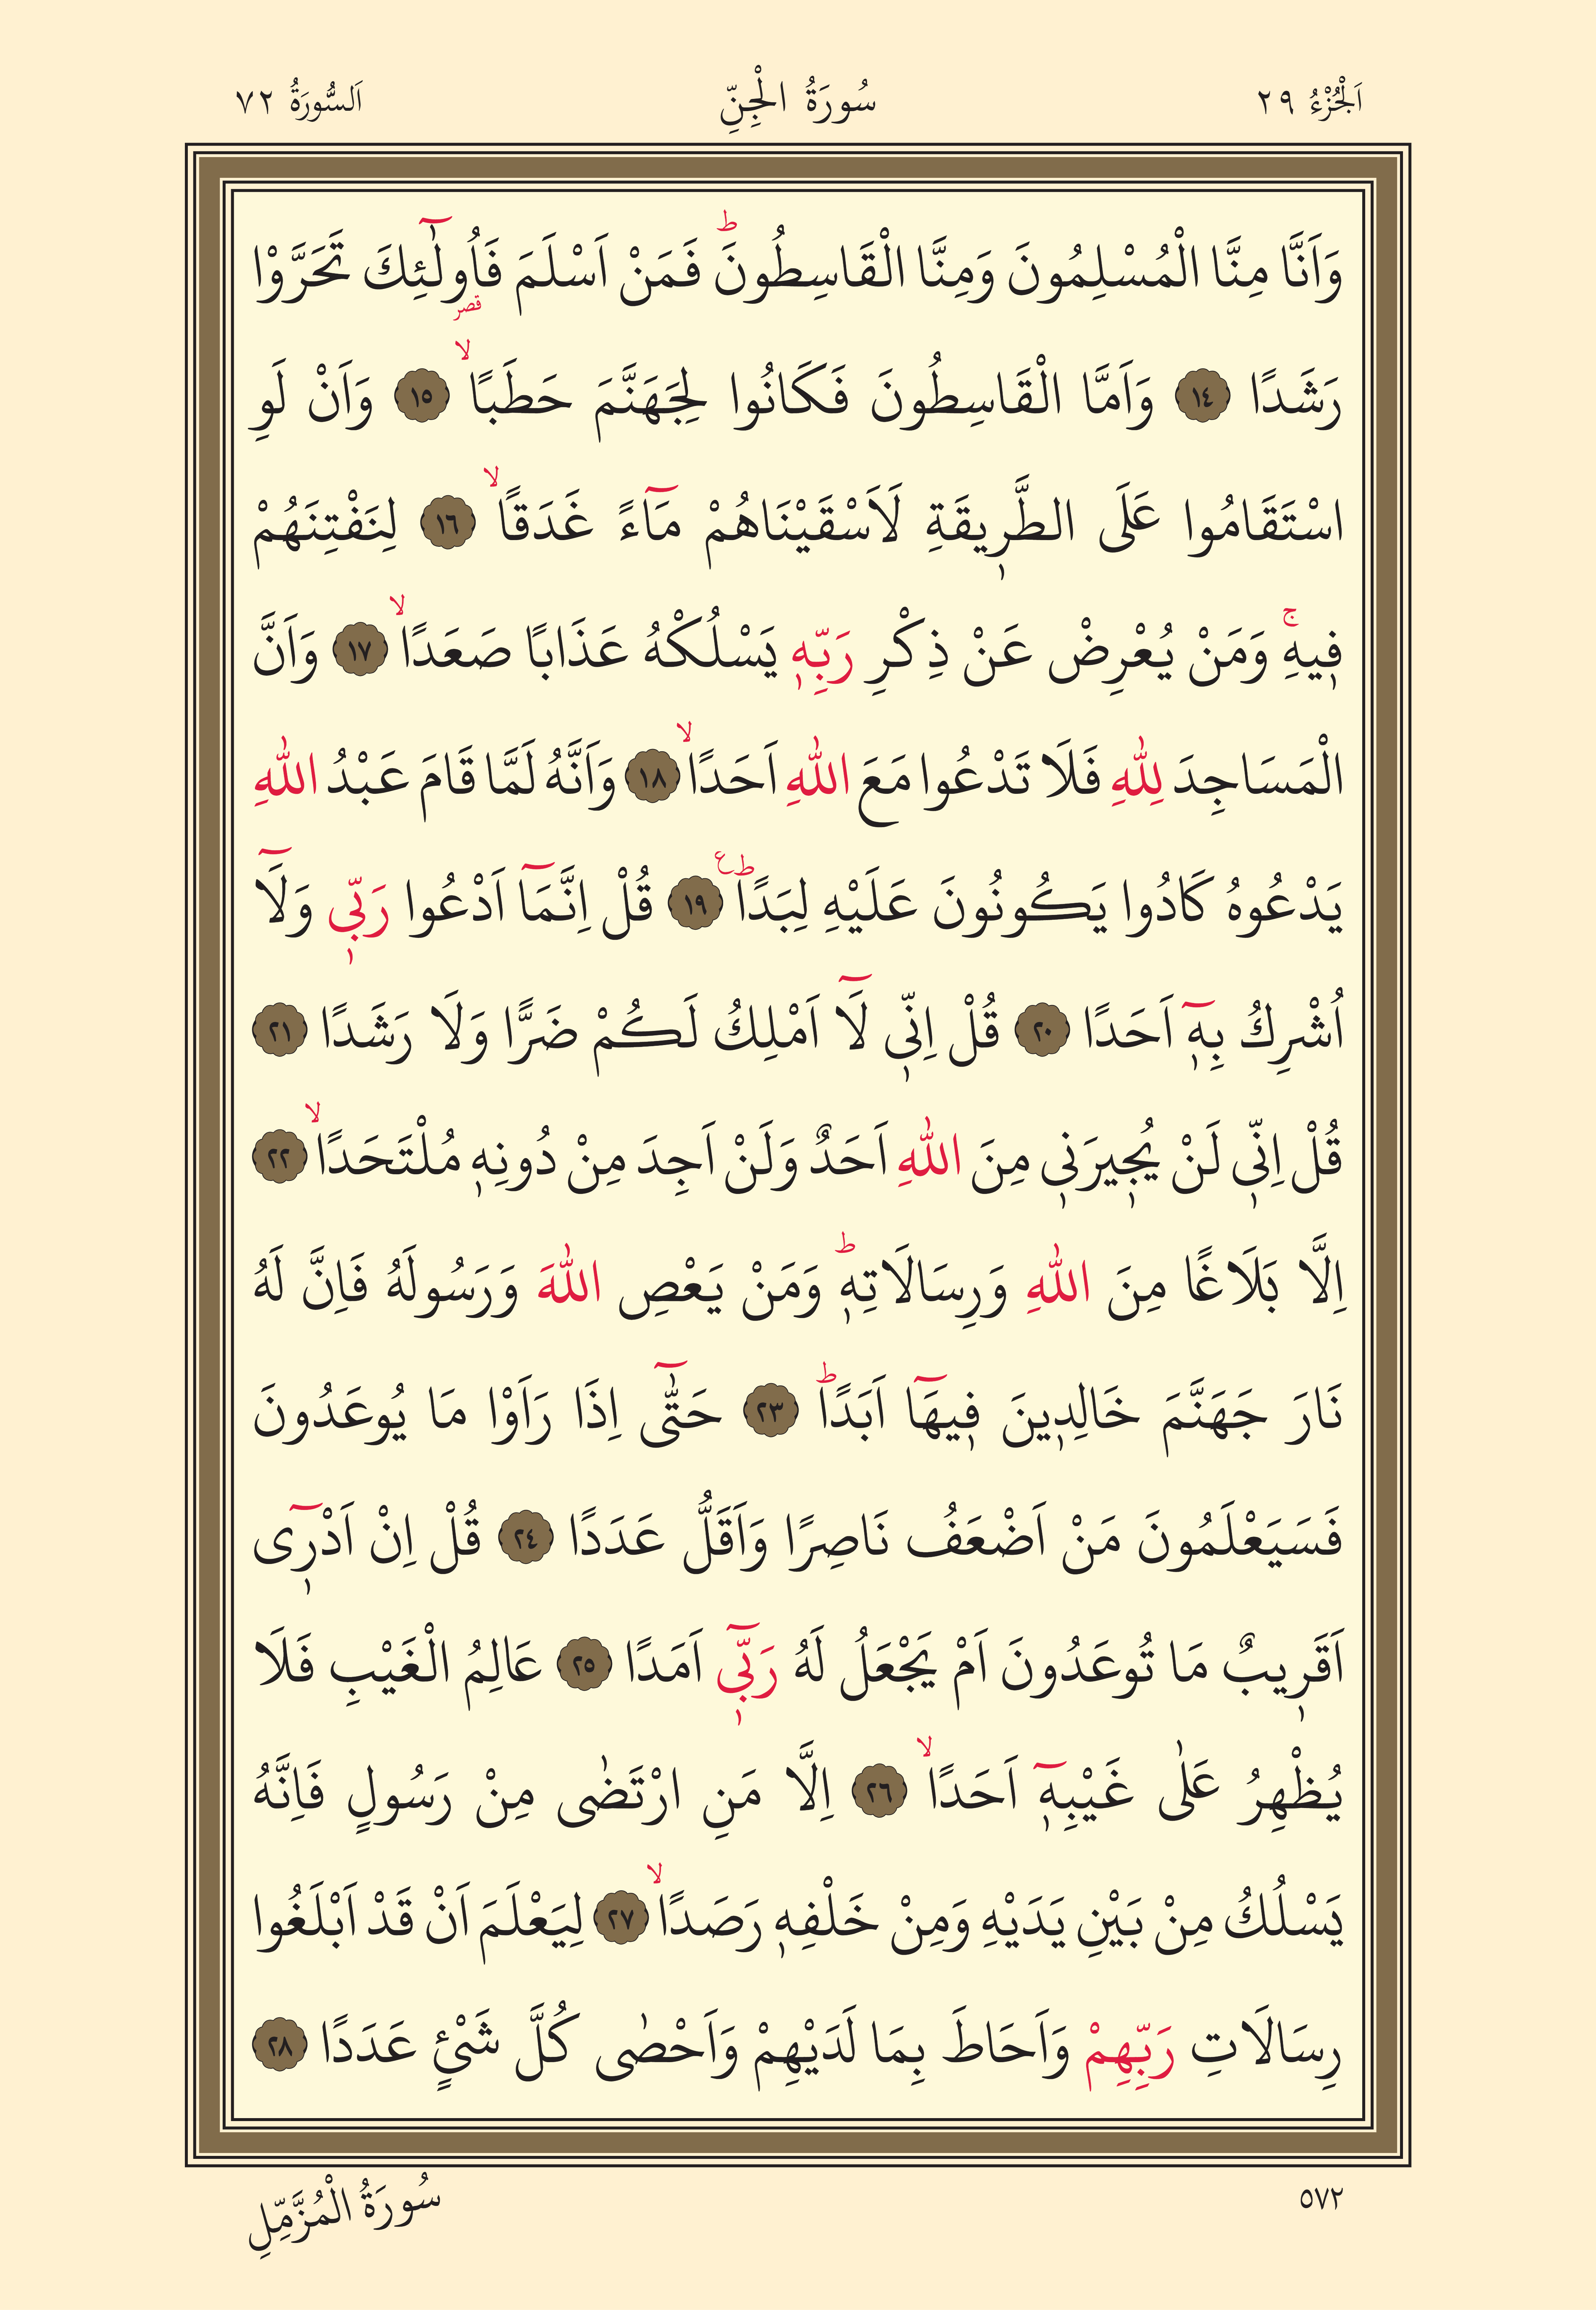 اَلْجُزْءُ ٢٩ سُورَةُ الْجِنِّ اَلسُّورَةُ ٧٢
وَاَنَّا مِنَّا الْمُسْلِمُونَ وَمِنَّا الْقَاسِطُونَۜ فَمَنْ اَسْلَمَ فَاُو۬لٰٓئِكَ تَحَرَّوْا
رَشَدًا ﴿١٤﴾ وَاَمَّا الْقَاسِطُونَ فَكَانُوا لِجَهَنَّمَ حَطَبًاۙ ﴿١٥﴾ وَاَنْ لَوِ
اسْتَقَامُوا عَلَى الطَّر۪يقَةِ لَاَسْقَيْنَاهُمْ مَٓاءً غَدَقًاۙ ﴿١٦﴾ لِنَفْتِنَهُمْ
ف۪يهِۚ وَمَنْ يُعْرِضْ عَنْ ذِكْرِ رَبِّه۪ يَسْلُكْهُ عَذَابًا صَعَدًاۙ ﴿١٧﴾ وَاَنَّ
الْمَسَاجِدَ لِلّٰهِ فَلَا تَدْعُوا مَعَ اللّٰهِ اَحَدًاۙ ﴿١٨﴾ وَاَنَّهُ لَمَّا قَامَ عَبْدُ اللّٰهِ
يَدْعُوهُ كَادُوا يَكُونُونَ عَلَيْهِ لِبَدًاۜ ع ﴿١٩﴾ قُلْ اِنَّمَٓا اَدْعُوا رَبّ۪ي وَلَٓا
اُشْرِكُ بِه۪ٓ اَحَدًا ﴿٢٠﴾ قُلْ اِنّ۪ي لَٓا اَمْلِكُ لَكُمْ ضَرًّا وَلَا رَشَدًا ﴿٢١﴾
قُلْ اِنّ۪ي لَنْ يُج۪يرَن۪ي مِنَ اللّٰهِ اَحَدٌ وَلَنْ اَجِدَ مِنْ دُونِه۪ مُلْتَحَدًاۙ ﴿٢٢﴾
اِلَّا بَلَاغًا مِنَ اللّٰهِ وَرِسَالَاتِه۪ۜ وَمَنْ يَعْصِ اللّٰهَ وَرَسُولَهُ فَاِنَّ لَهُ
نَارَ جَهَنَّمَ خَالِد۪ينَ ف۪يهَٓا اَبَدًاۜ ﴿٢٣﴾ حَتّٰٓى اِذَا رَاَوْا مَا يُوعَدُونَ
فَسَيَعْلَمُونَ مَنْ اَضْعَفُ نَاصِرًا وَاَقَلُّ عَدَدًا ﴿٢٤﴾ قُلْ اِنْ اَدْر۪ٓي
اَقَر۪يبٌ مَا تُوعَدُونَ اَمْ يَجْعَلُ لَهُ رَبّ۪ٓي اَمَدًا ﴿٢٥﴾ عَالِمُ الْغَيْبِ فَلَا
يُظْهِرُ عَلٰى غَيْبِه۪ٓ اَحَدًاۙ ﴿٢٦﴾ اِلَّا مَنِ ارْتَضٰى مِنْ رَسُولٍ فَاِنَّهُ
يَسْلُكُ مِنْ بَيْنِ يَدَيْهِ وَمِنْ خَلْفِه۪ رَصَدًاۙ ﴿٢٧﴾ لِيَعْلَمَ اَنْ قَدْ اَبْلَغُوا
رِسَالَاتِ رَبِّهِمْ وَاَحَاطَ بِمَا لَدَيْهِمْ وَاَحْصٰى كُلَّ شَيْءٍ عَدَدًا ﴿٢٨﴾
٥٧٢ سُورَةُ الْمُزَّمِّلِ